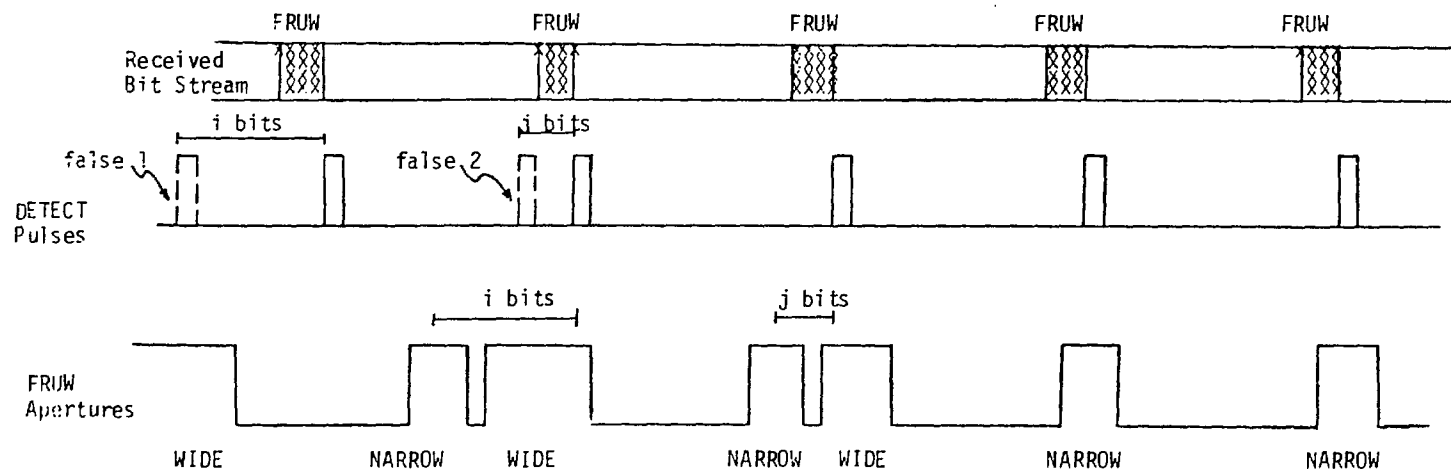 FRUW FRUW FRUW FRUW FRUW
Received
Bit Stream
i bits i bits
false 1 false 2
DETECT
Pulses
i bits j bits
FRUW
Apertures
WIDE NARROW WIDE NARROW WIDE NARROW NARROW